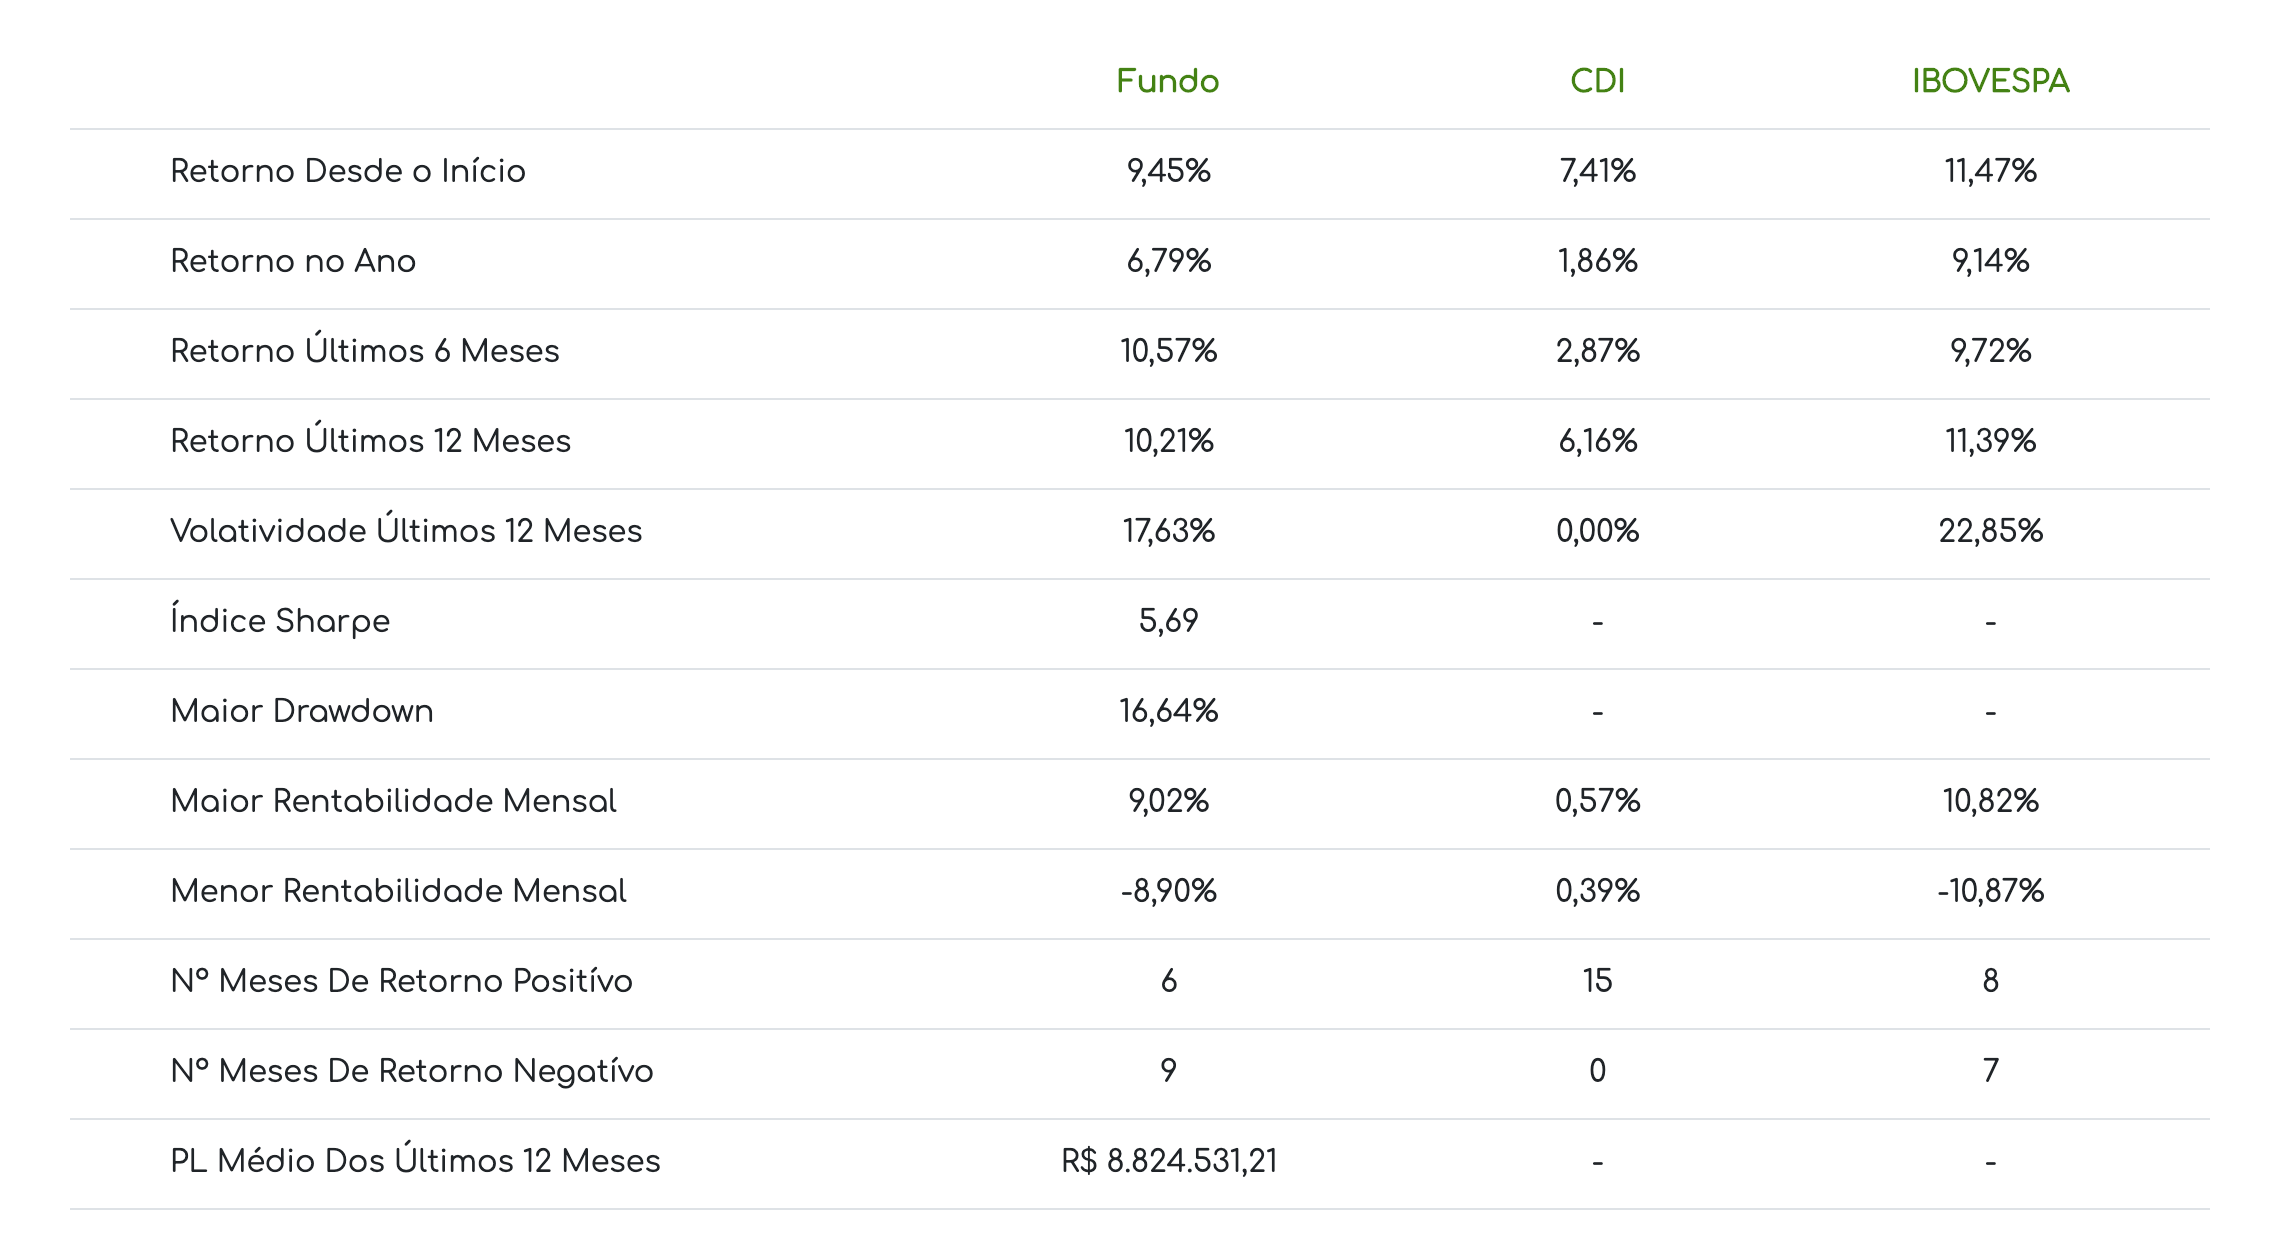 Fundo CDI IBOVESPA
Retorno Desde o Início 9,45% 7,41% 11,47%
Retorno no Ano 6,79% 1,86% 9,14%
Retorno Últimos 6 Meses 10,57% 2,87% 9,72%
Retorno Últimos 12 Meses 10,21% 6,16% 11,39%
Volatividade Últimos 12 Meses 17,63% 0,00% 22,85%
Índice Sharpe 5,69 - -
Maior Drawdown 16,64% - -
Maior Rentabilidade Mensal 9,02% 0,57% 10,82%
Menor Rentabilidade Mensal -8,90% 0,39% -10,87%
Nº Meses De Retorno Positívo 6 15 8
Nº Meses De Retorno Negatívo 9 0 7
PL Médio Dos Últimos 12 Meses R$ 8.824.531,21 - -